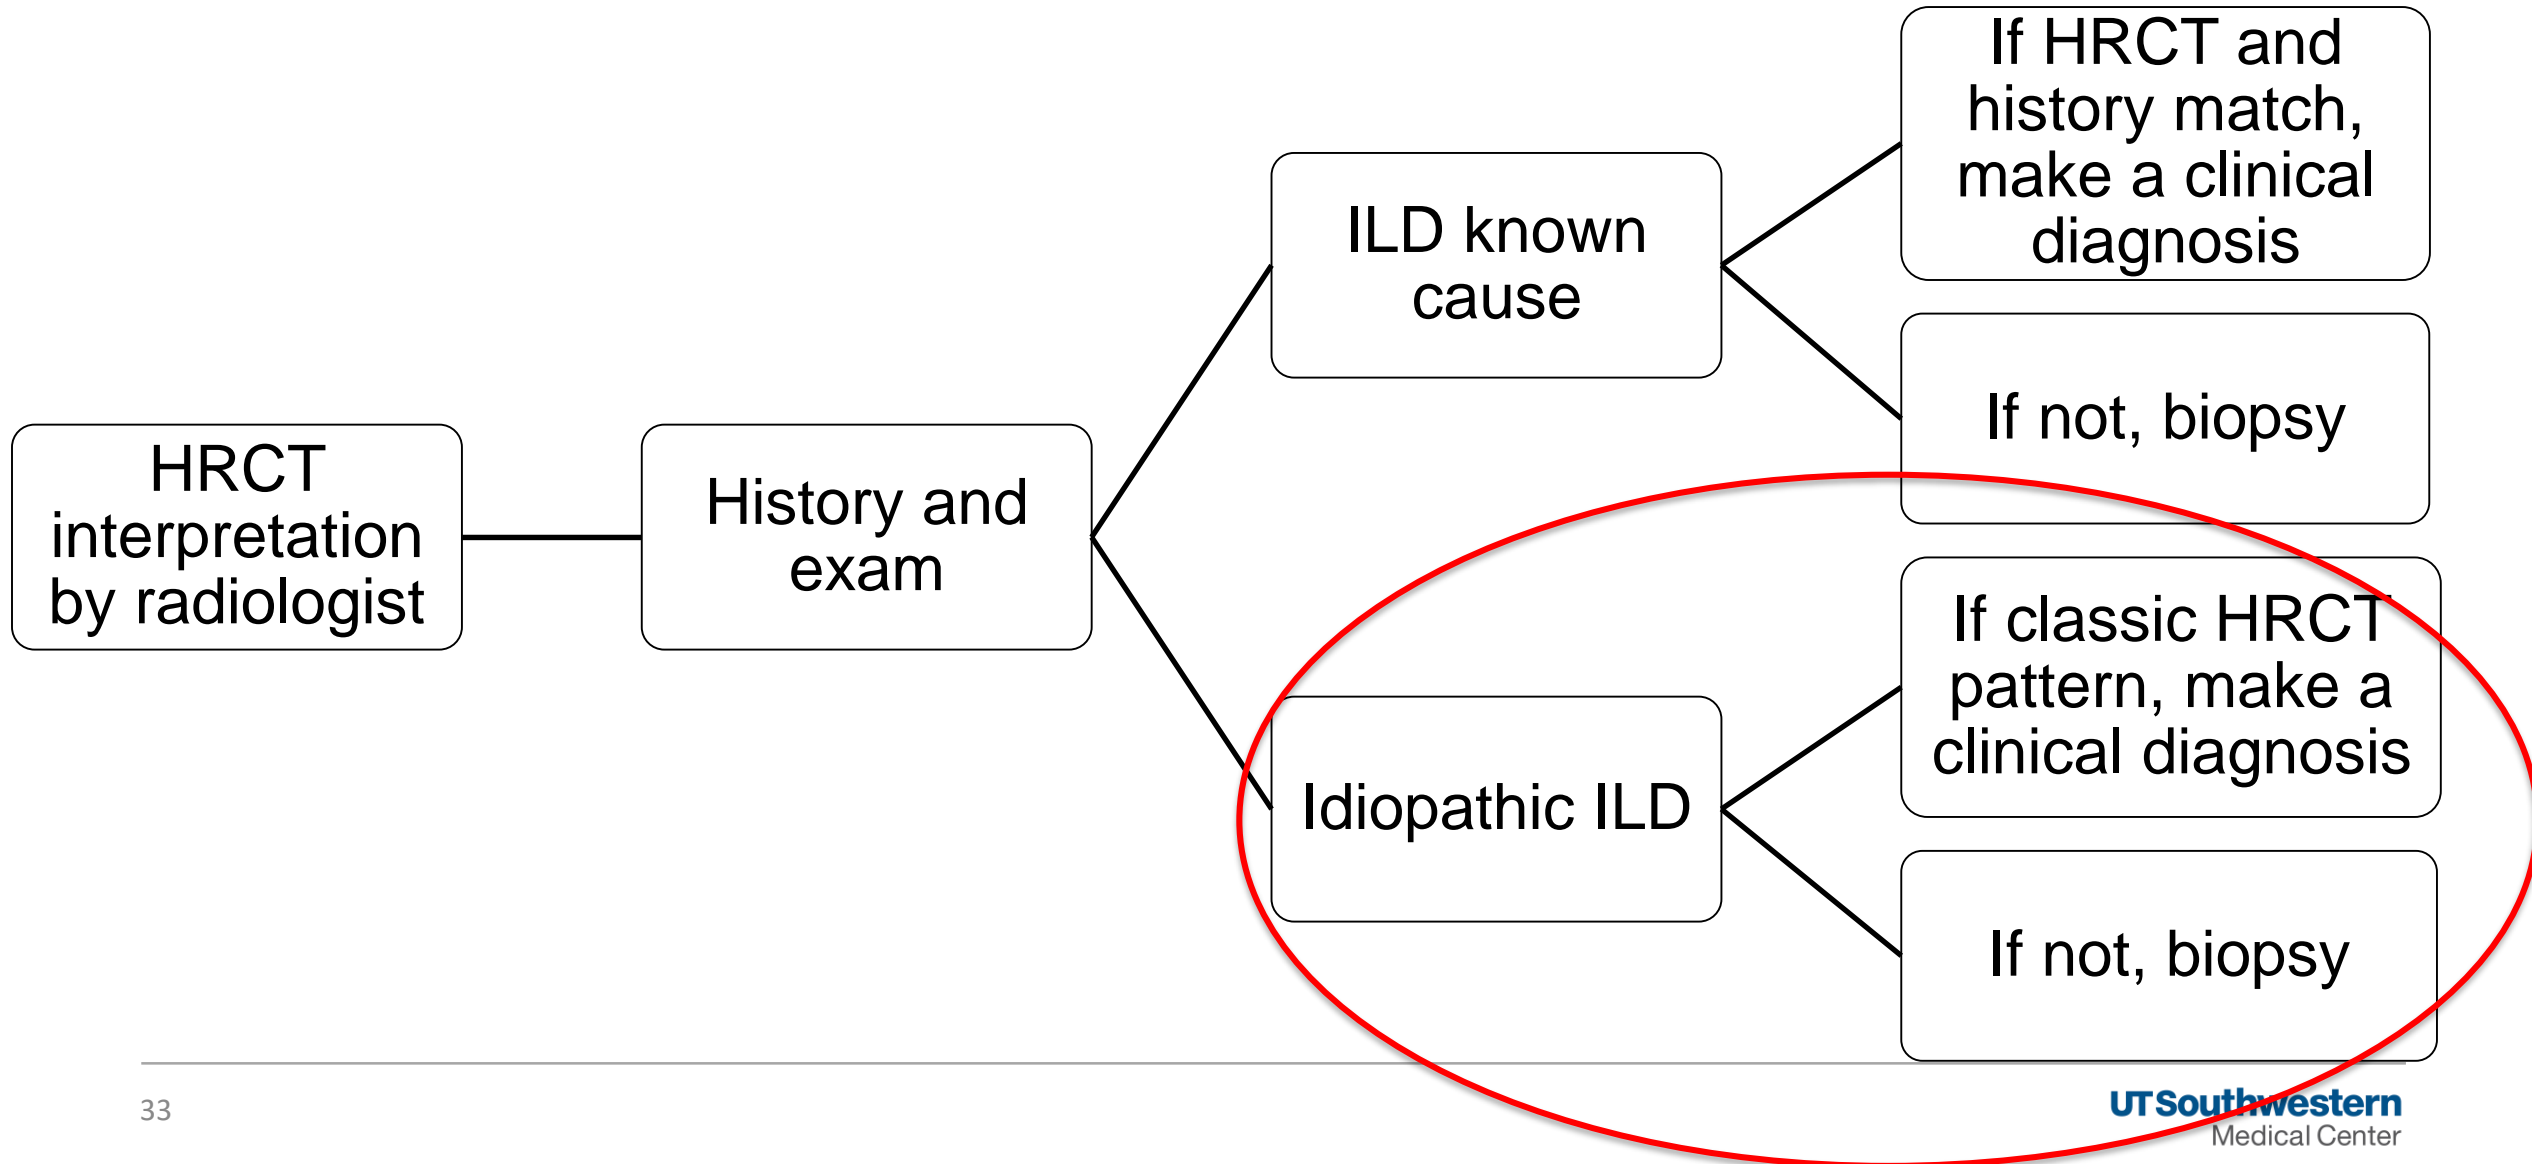 HRCT
interpretation
by radiologist
History and
exam
ILD known
cause
If HRCT and
history match,
make a clinical
diagnosis
If not, biopsy
Idiopathic ILD
If classic HRCT
pattern, make a
clinical diagnosis
If not, biopsy
33
UTSouthwestern
Medical Center